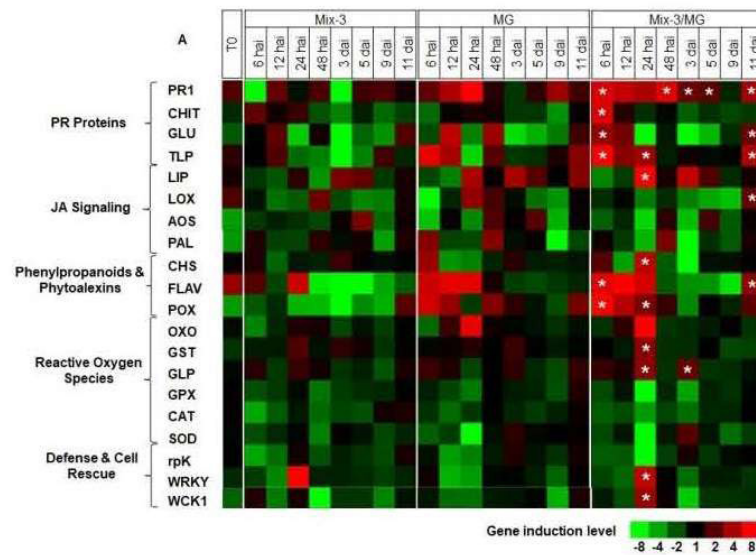 A
Mix-3
MG
Mix-3/MG
T0
6 hai
12 hai
24 hai
48 hai
3 dai
5 dai
9 dai
11 dai
6 hai
12 hai
24 hai
48 hai
3 dai
5 dai
9 dai
11 dai
6 hai
12 hai
24 hai
48 hai
3 dai
5 dai
9 dai
11 dai
PR Proteins
PR1
CHIT
GLU
TLP
JA Signaling
LIP
LOX
AOS
PAL
Phenylpropanoids &
Phytoalexins
CHS
FLAV
POX
Reactive Oxygen
Species
OXO
GST
GLP
GPX
CAT
SOD
Defense & Cell
Rescue
rpK
WRKY
WCK1
Gene induction level
-8 -4 -2 1 2 4 8